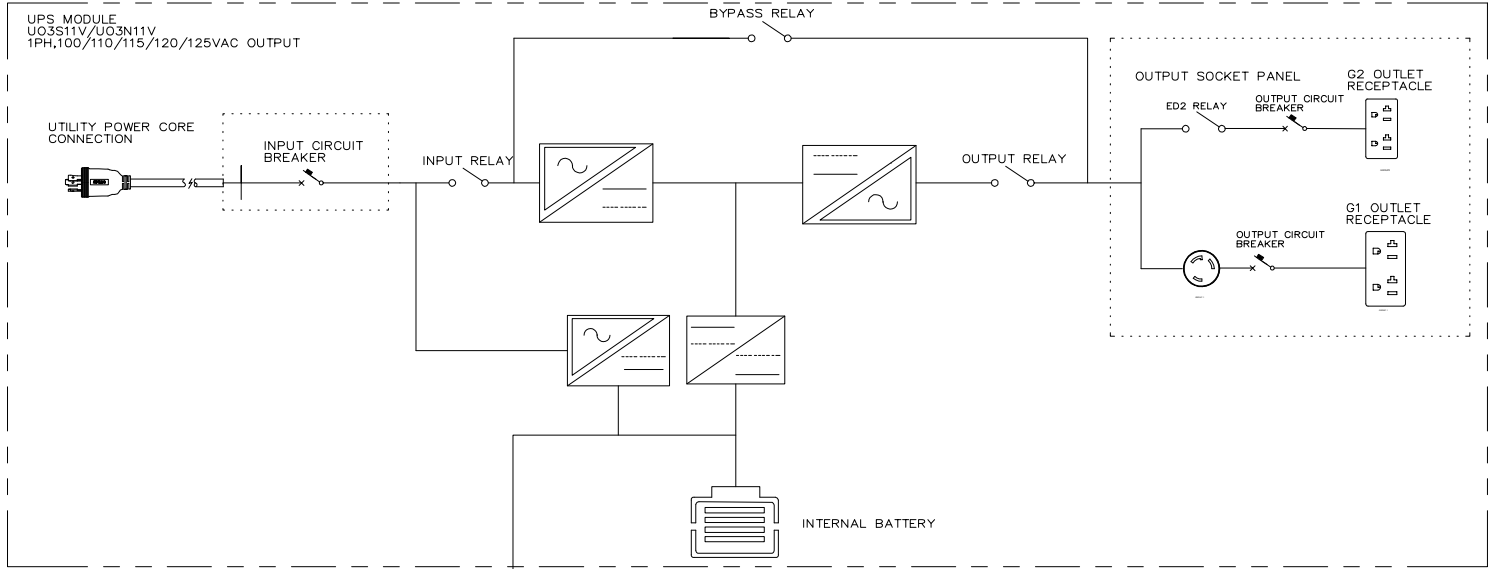 UPS MODULE
UO3S11V/UO3N11V
1PH,100/110/115/120/125VAC OUTPUT
BYPASS RELAY
UTILITY POWER CORE
CONNECTION
INPUT CIRCUIT
BREAKER
INPUT RELAY
OUTPUT RELAY
OUTPUT SOCKET PANEL
G2 OUTLET
RECEPTACLE
ED2 RELAY
OUTPUT CIRCUIT
BREAKER
G1 OUTLET
RECEPTACLE
OUTPUT CIRCUIT
BREAKER
INTERNAL BATTERY